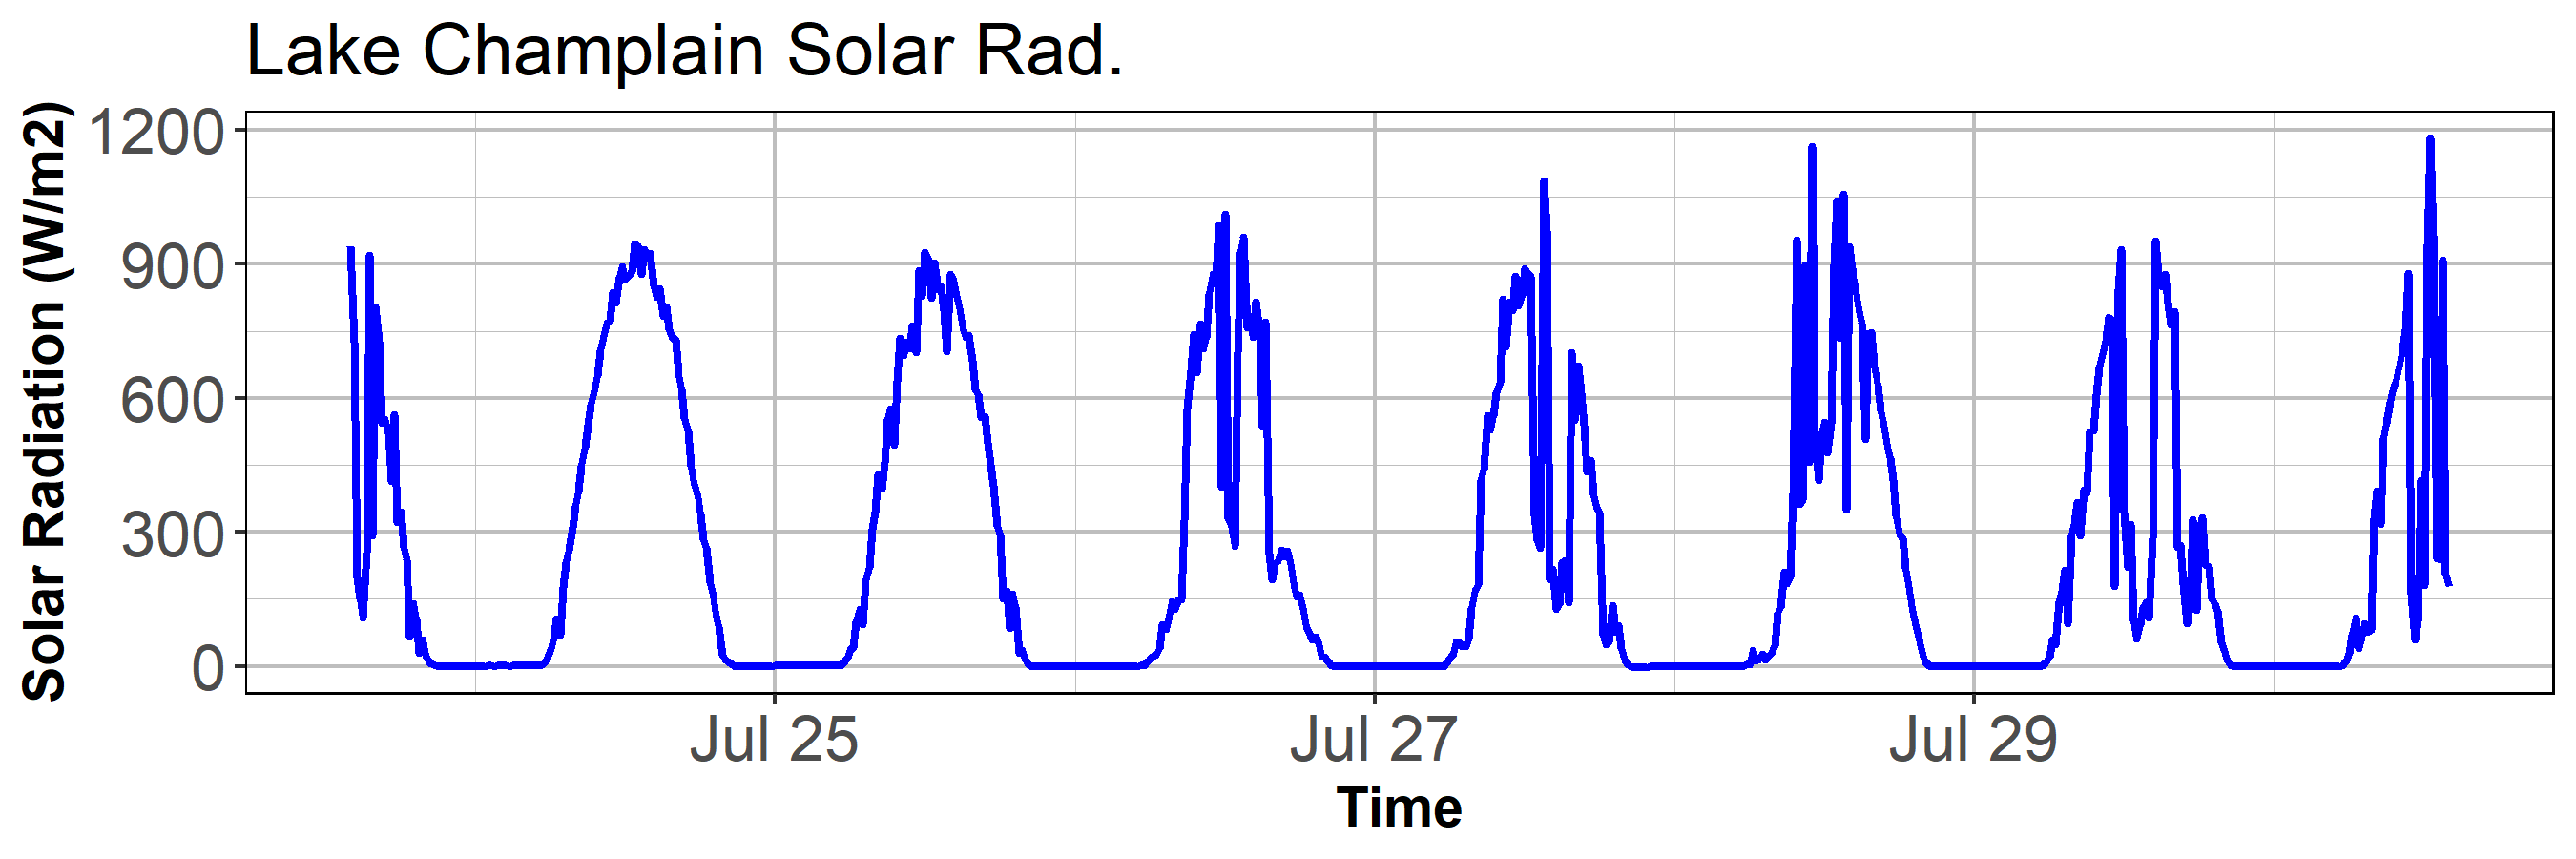 Lake Champlain Solar Rad.
Solar Radiation (W/m2)
1200
900
600
300
0
Jul 25 Jul 27 Jul 29
Time